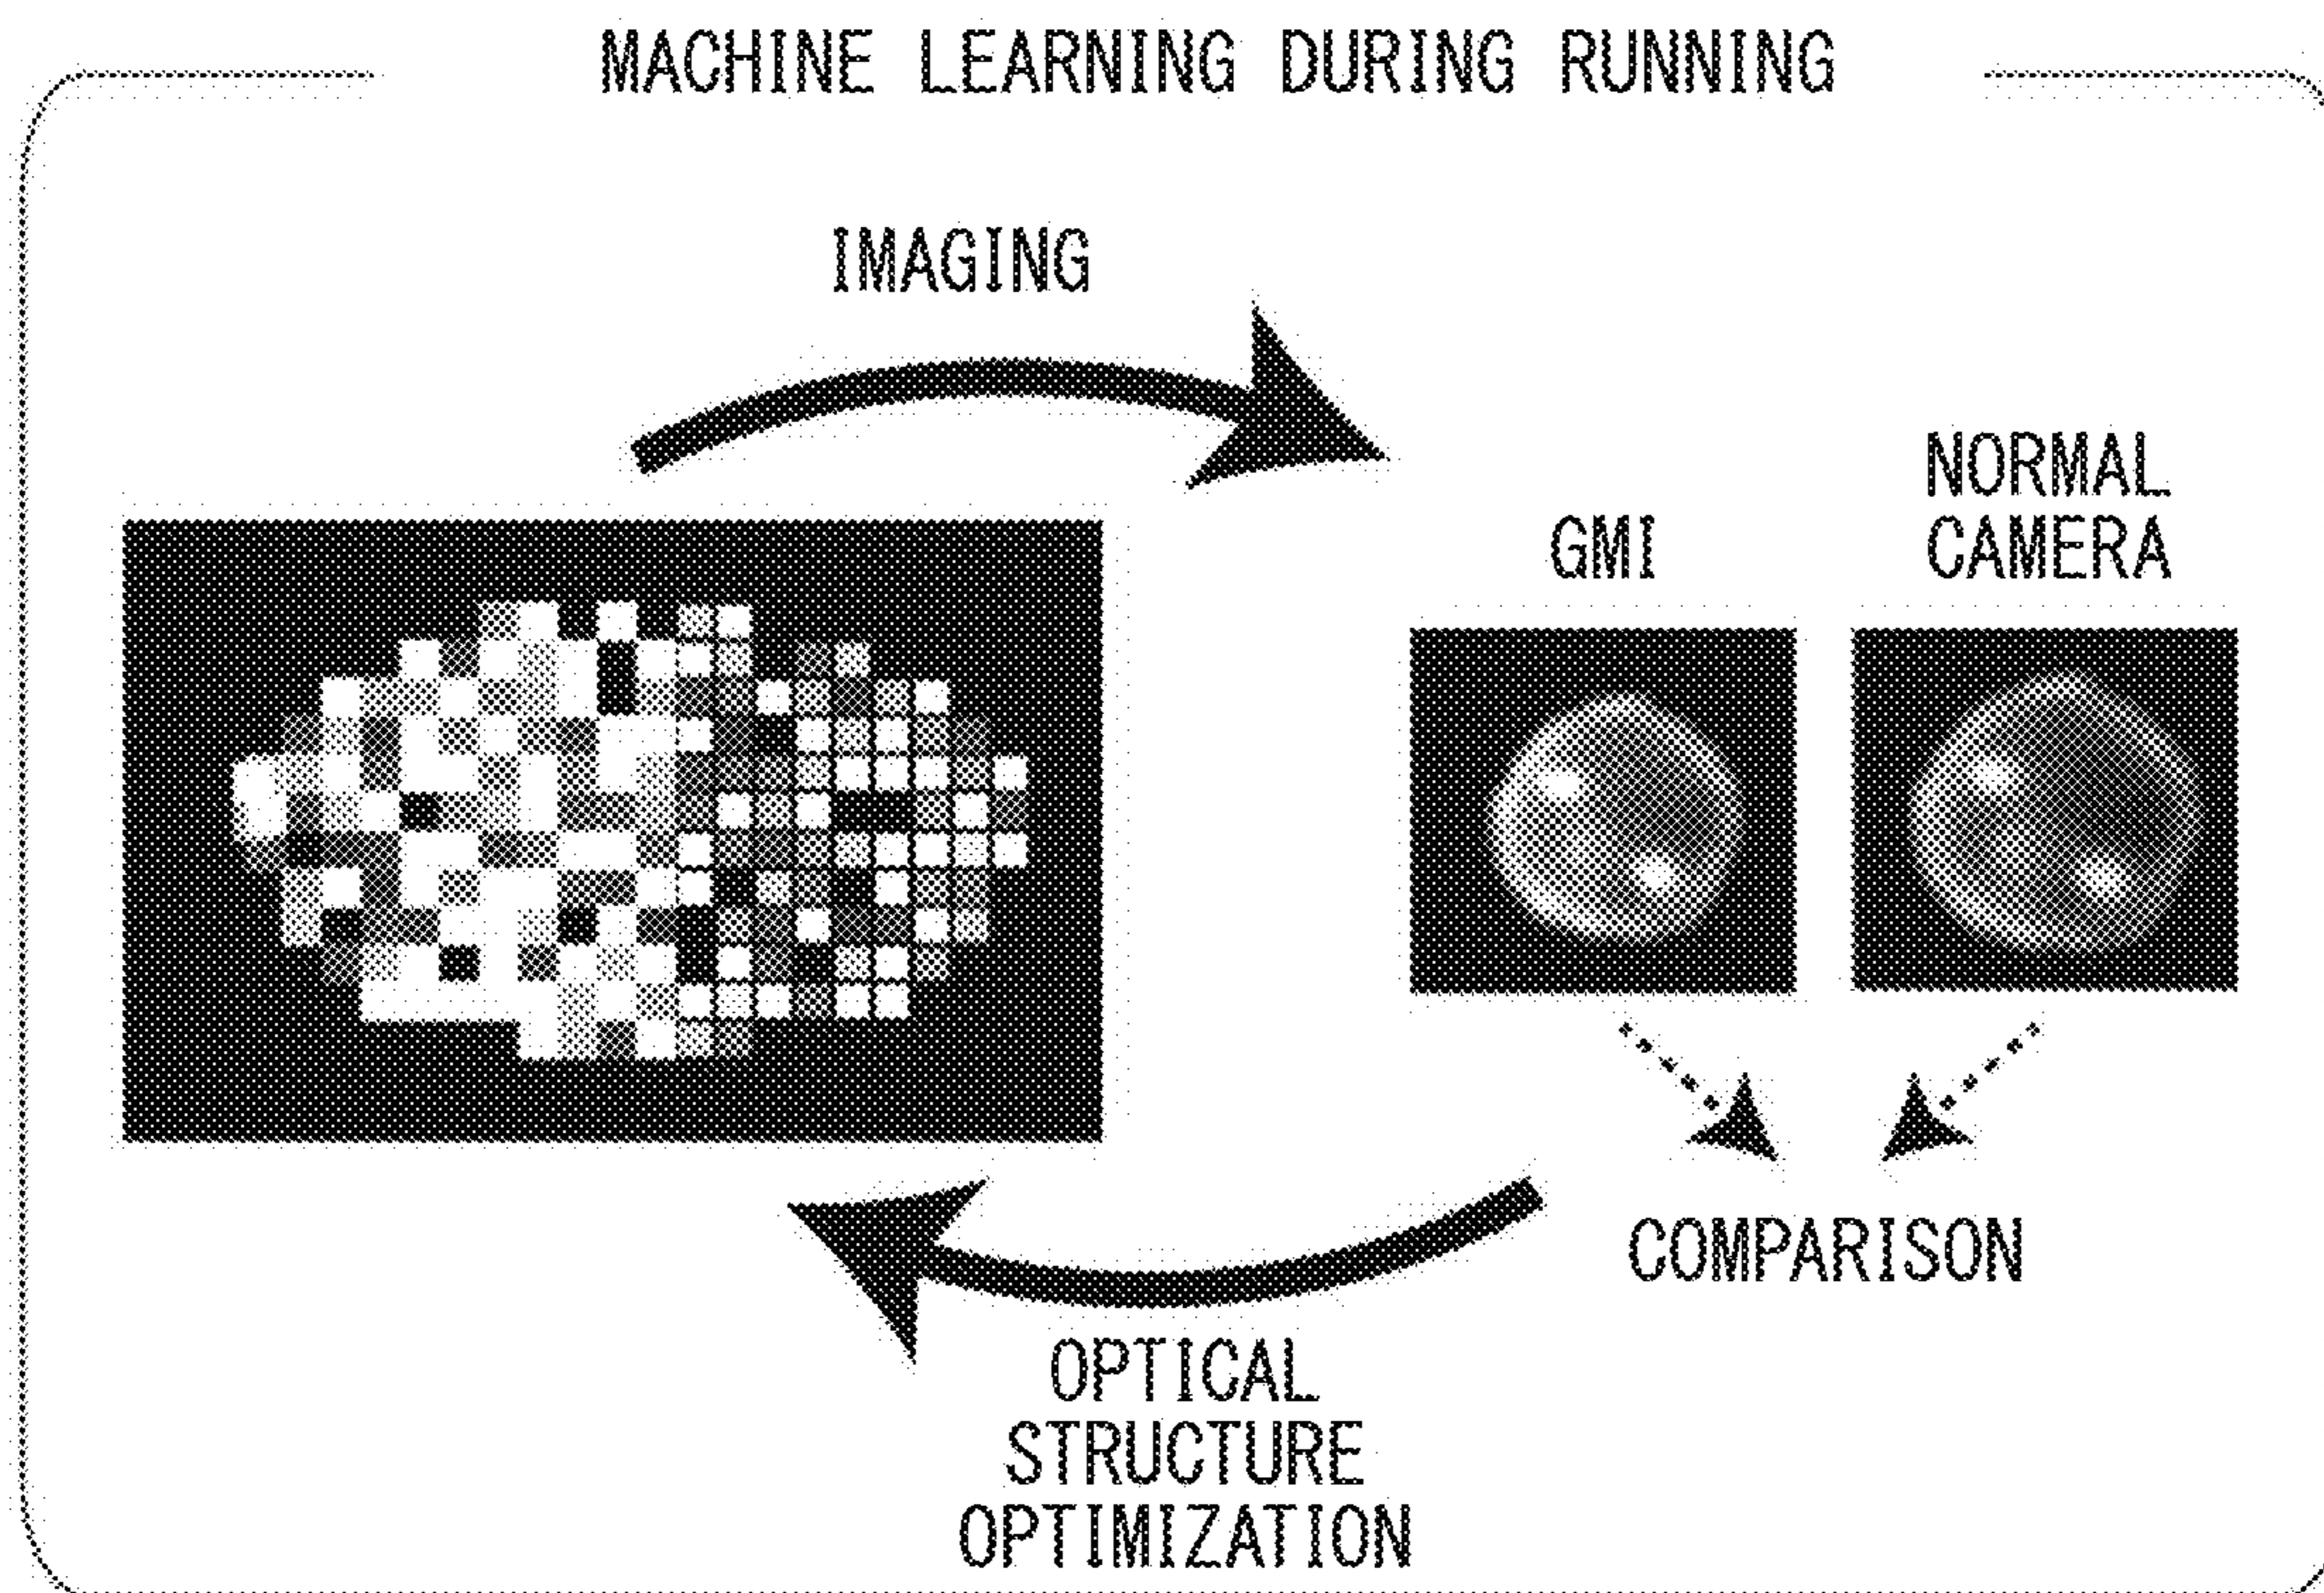 MACHINE LEARNING DURING RUNNING
IMAGING
GMI
NORMAL
CAMERA
COMPARISON
OPTICAL
STRUCTURE
OPTIMIZATION